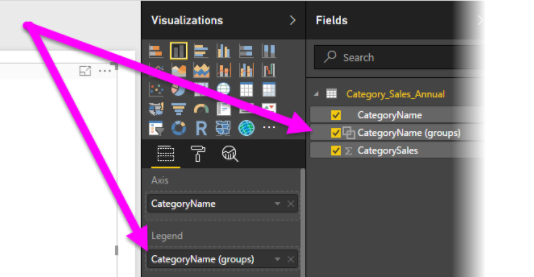 Visualizations
Fields
Search
Category_Sales_Annual
CategoryName
CategoryName (groups)
Σ CategorySales
R
Axis
CategoryName
Legend
CategoryName (groups)